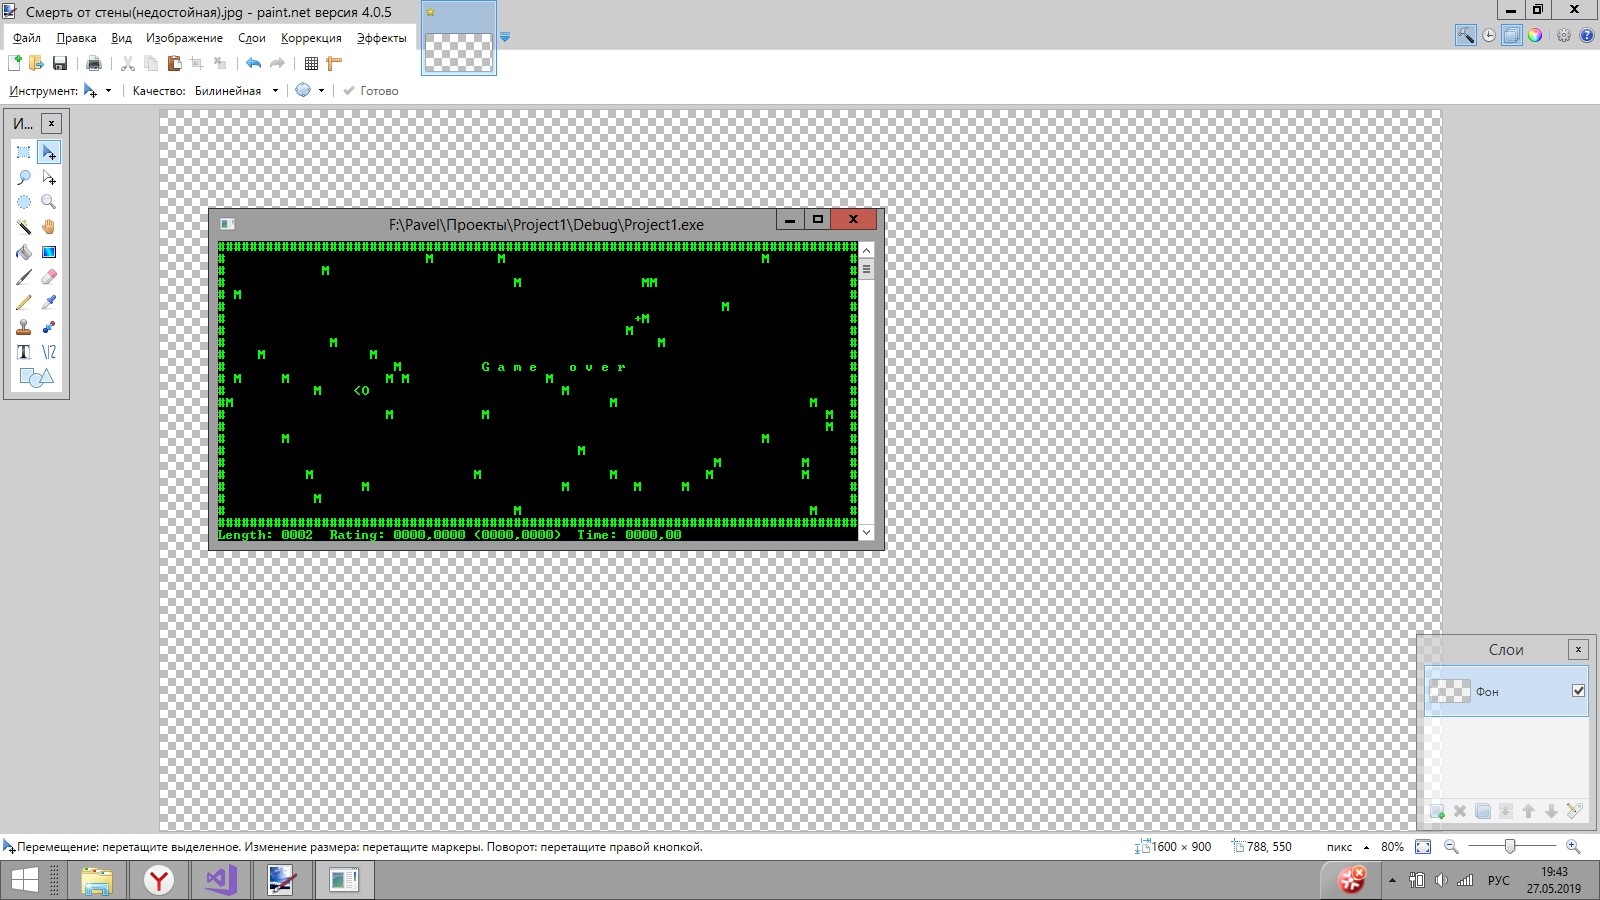 Смерть от стены(недостойная).jpg - paint.net версия 4.0.5
Файл Правка Вид Изображение Слои Коррекция Эффекты
Инструмент: Качество: Билинейная Готово
И...
F:\Pavel\Проекты\Project1\Debug\Project1.exe
################################################################################
# M M M #
# M #
# M MM #
# M #
# M #
# +M #
# M #
# M M #
# M M #
# M G a m e o v e r #
# M M M M M #
# M <O M #
#M M M #
# M M M #
# M #
# M M #
# M #
# M M #
# M M M M M #
# M M M M #
# M #
# M M #
################################################################################
Length: 0002 Rating: 0000,0000 (0000,0000) Time: 0000,00
Слои
Фон
Перемещение: перетащите выделенное. Изменение размера: перетащите маркеры. Поворот: перетащите правой кнопкой.
1600 × 900 788, 550 пикс 80%
РУС 19:43
27.05.2019